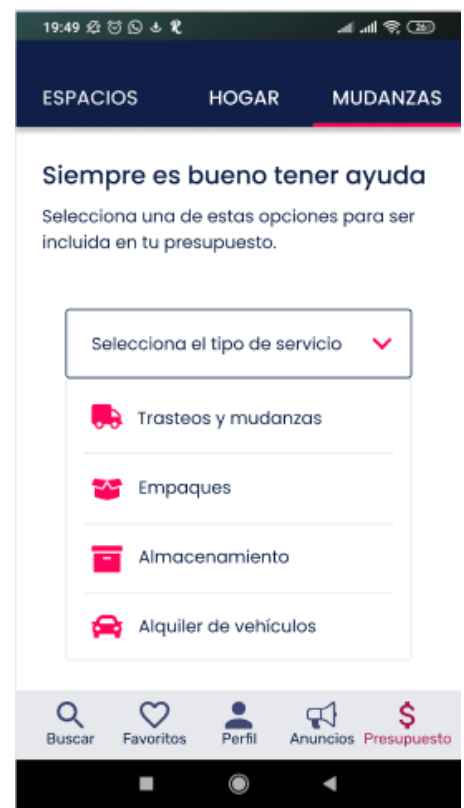 19:49
26
ESPACIOS HOGAR MUDANZAS
Siempre es bueno tener ayuda
Selecciona una de estas opciones para ser
incluida en tu presupuesto.
Selecciona el tipo de servicio
Trasteos y mudanzas
Empaques
Almacenamiento
Alquiler de vehículos
Buscar Favoritos Perfil Anuncios Presupuesto